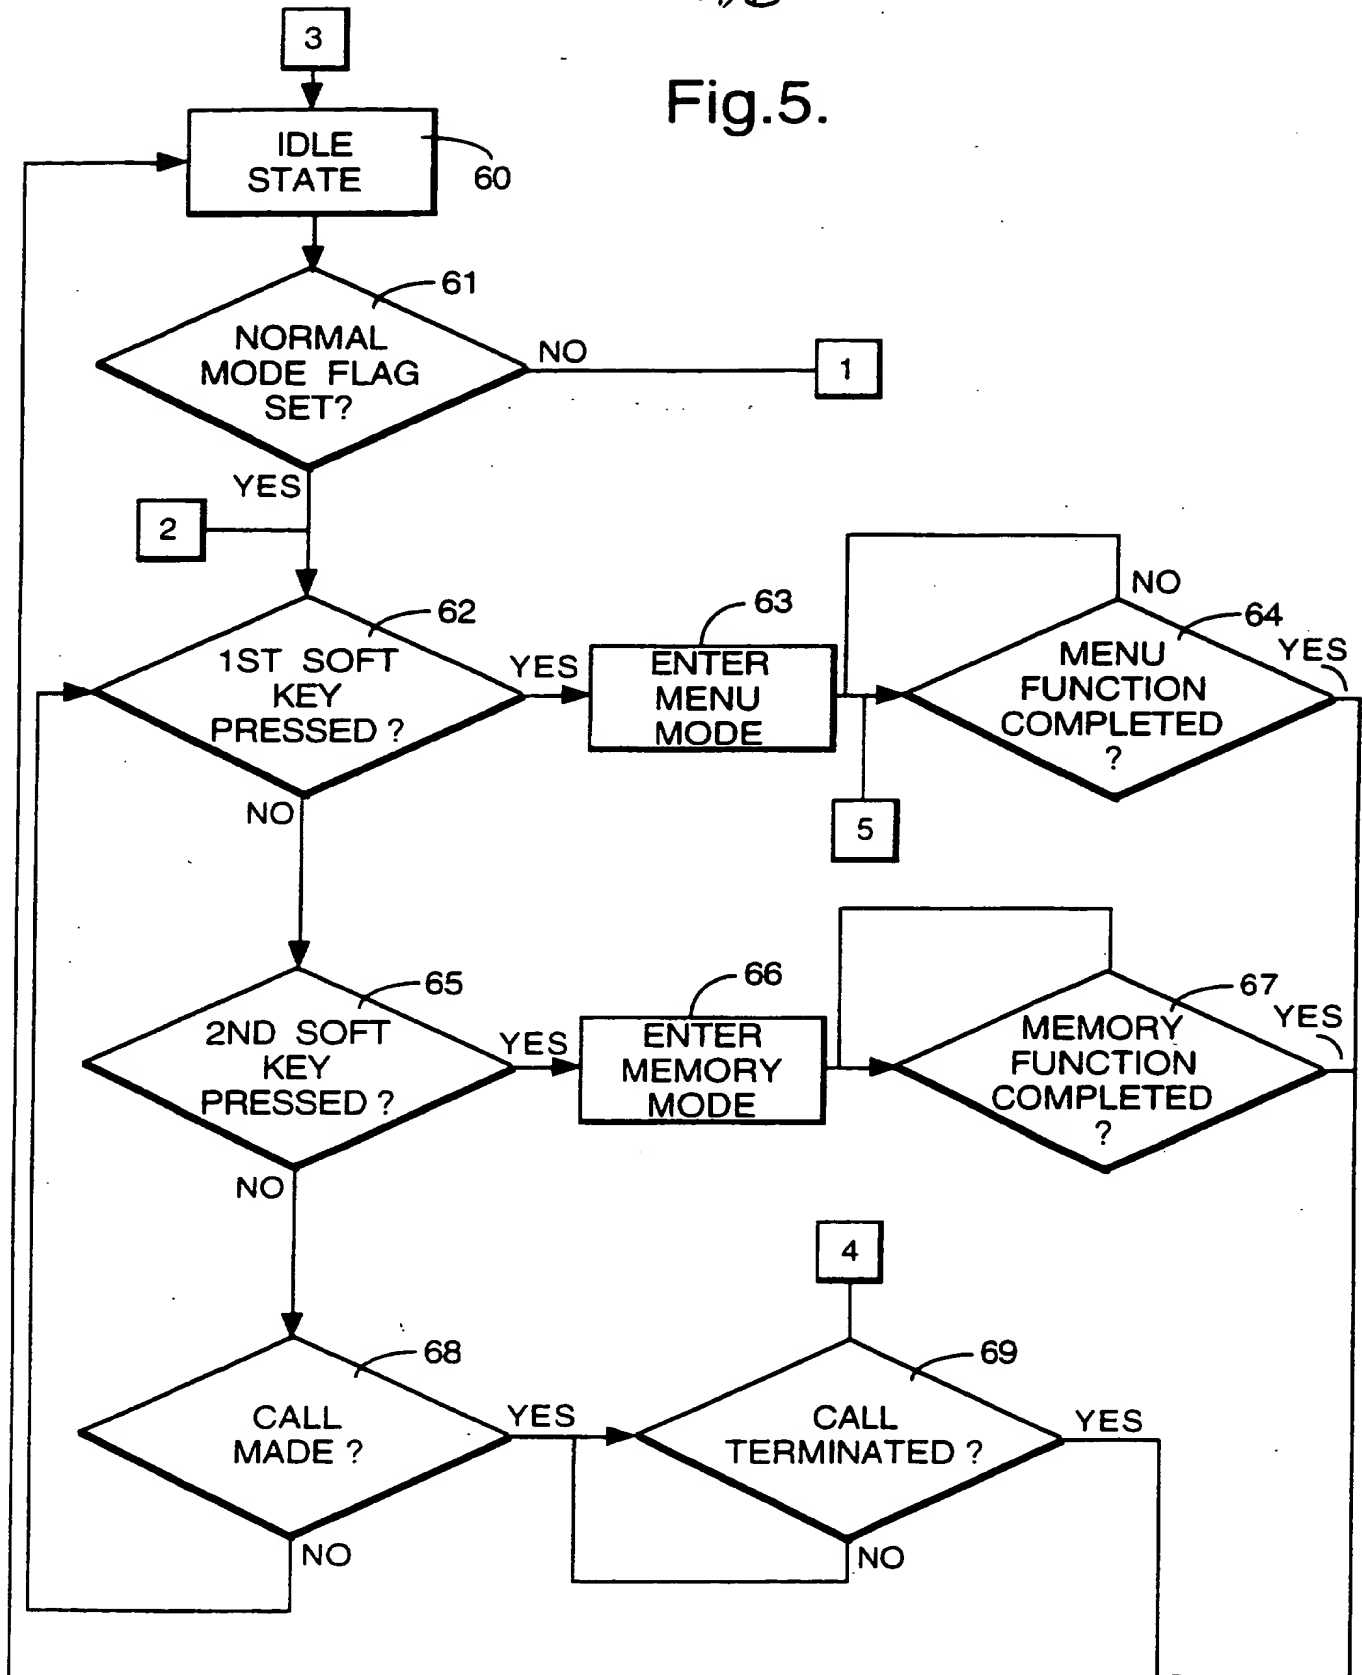 3
Fig.5.
IDLE
STATE
60
61
NORMAL
MODE FLAG
SET?
NO
1
YES
2
62
1ST SOFT
KEY
PRESSED ?
YES
63
ENTER
MENU
MODE
NO
64
MENU
FUNCTION
COMPLETED
?
YES
NO
5
65
2ND SOFT
KEY
PRESSED ?
YES
66
ENTER
MEMORY
MODE
67
MEMORY
FUNCTION
COMPLETED
?
YES
NO
4
68
CALL
MADE ?
YES
69
CALL
TERMINATED ?
YES
NO
NO